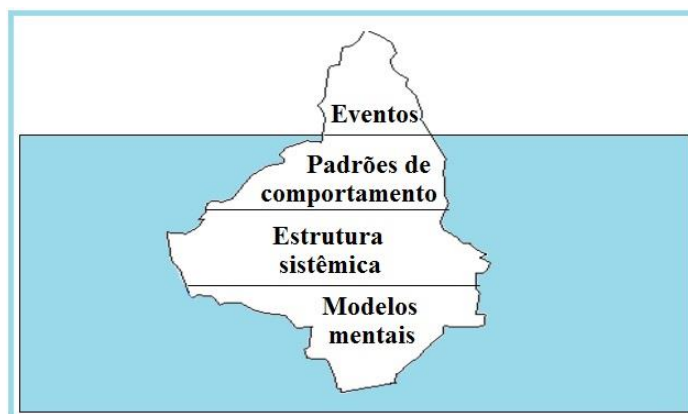 Eventos
Padrões de
comportamento
Estrutura
sistêmica
Modelos
mentais